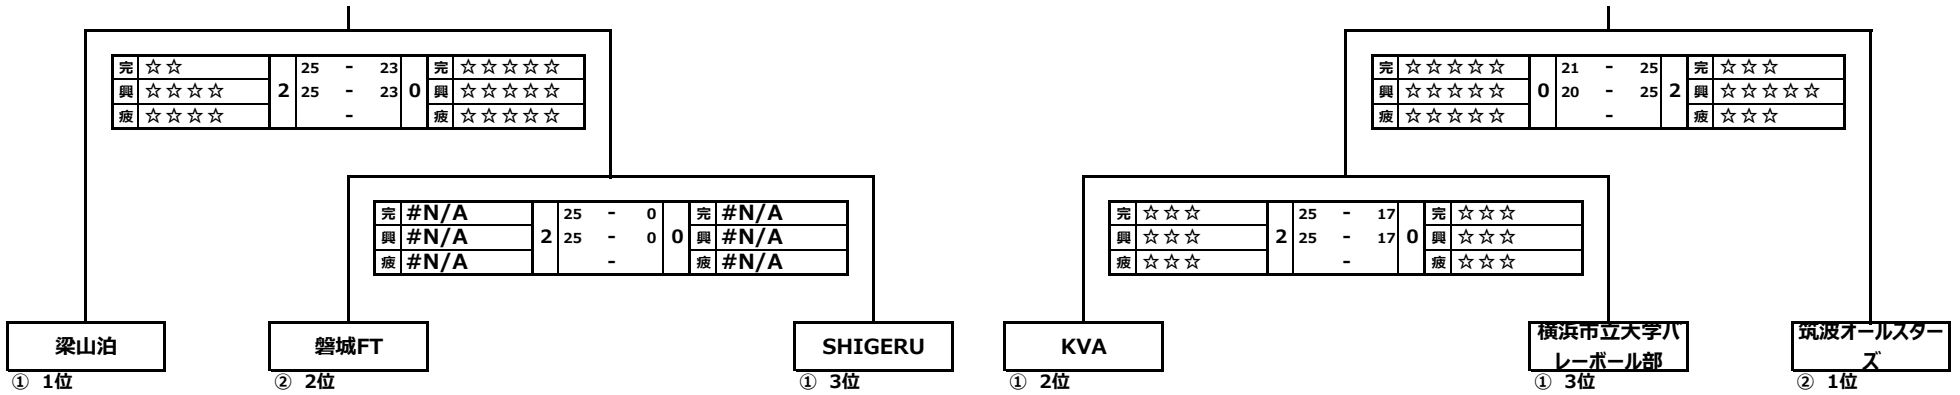 完 ☆☆ 25 - 23 完 ☆☆☆☆☆
興 ☆☆☆☆ 2 25 - 23 0 興 ☆☆☆☆☆
疲 ☆☆☆☆ - 疲 ☆☆☆☆☆
完 ☆☆☆☆☆ 21 - 25 完 ☆☆☆
興 ☆☆☆☆☆ 0 20 - 25 2 興 ☆☆☆☆☆
疲 ☆☆☆☆☆ - 疲 ☆☆☆
完 #N/A 25 - 0 完 #N/A
興 #N/A 2 25 - 0 0 興 #N/A
疲 #N/A - 疲 #N/A
完 ☆☆☆ 25 - 17 完 ☆☆☆
興 ☆☆☆ 2 25 - 17 0 興 ☆☆☆
疲 ☆☆☆ - 疲 ☆☆☆
梁山泊
① 1位
磐城FT
② 2位
SHIGERU
① 3位
KVA
① 2位
横浜市立大学バ
レーボール部
① 3位
筑波オールスター
ズ
② 1位